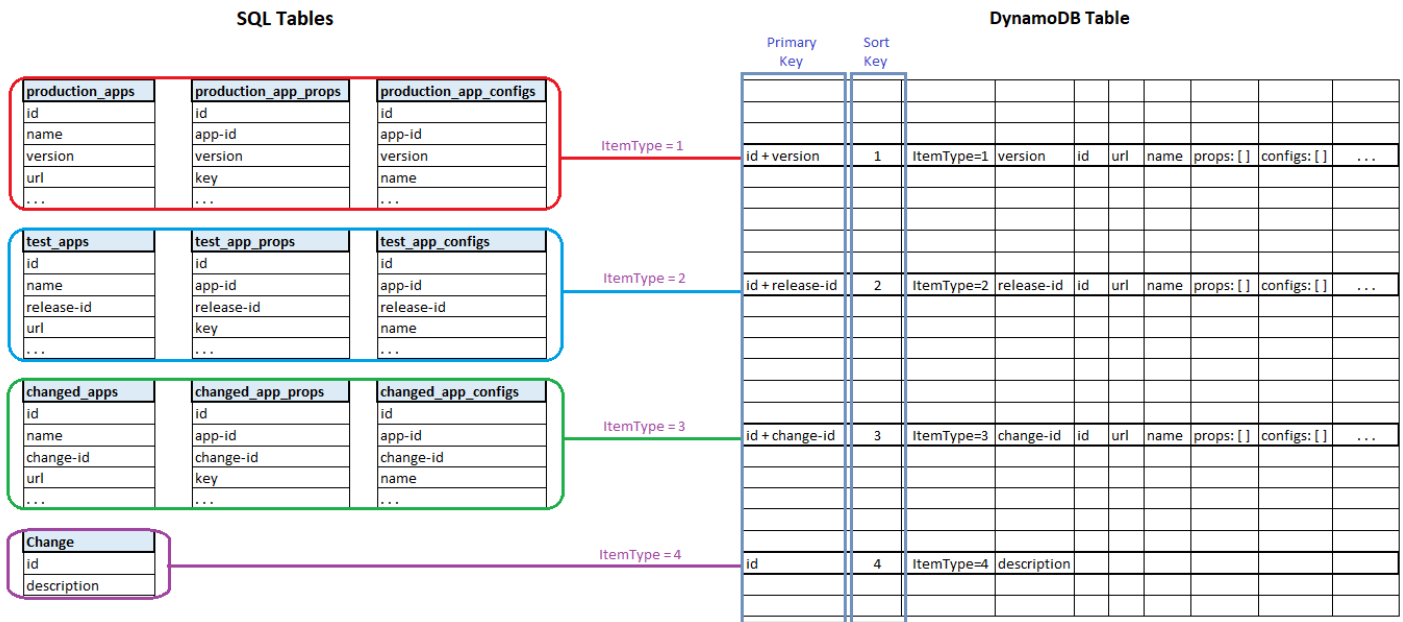 SQL Tables
DynamoDB Table
Primary Key
Sort Key
production_apps
id
name
version
url
. . .
production_app_props
id
app-id
version
key
. . .
production_app_configs
id
app-id
version
name
. . .
ItemType = 1
id + version 1 ItemType=1 version id url name props: [ ] configs: [ ] . . .
test_apps
id
name
release-id
url
. . .
test_app_props
id
app-id
release-id
key
. . .
test_app_configs
id
app-id
release-id
name
. . .
ItemType = 2
id + release-id 2 ItemType=2 release-id id url name props: [ ] configs: [ ] . . .
changed_apps
id
name
change-id
url
. . .
changed_app_props
id
app-id
change-id
key
. . .
changed_app_configs
id
app-id
change-id
name
. . .
ItemType = 3
id + change-id 3 ItemType=3 change-id id url name props: [ ] configs: [ ] . . .
Change
id
description
ItemType = 4
id 4 ItemType=4 description